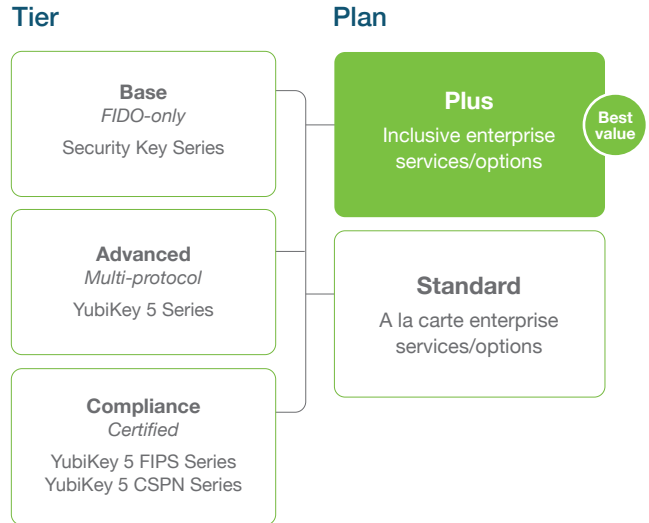 Tier
Base
FIDO-only
Security Key Series
Advanced
Multi-protocol
YubiKey 5 Series
Compliance
Certified
YubiKey 5 FIPS Series
YubiKey 5 CSPN Series
Plan
Plus
Inclusive enterprise
services/options
Best
value
Standard
A la carte enterprise
services/options